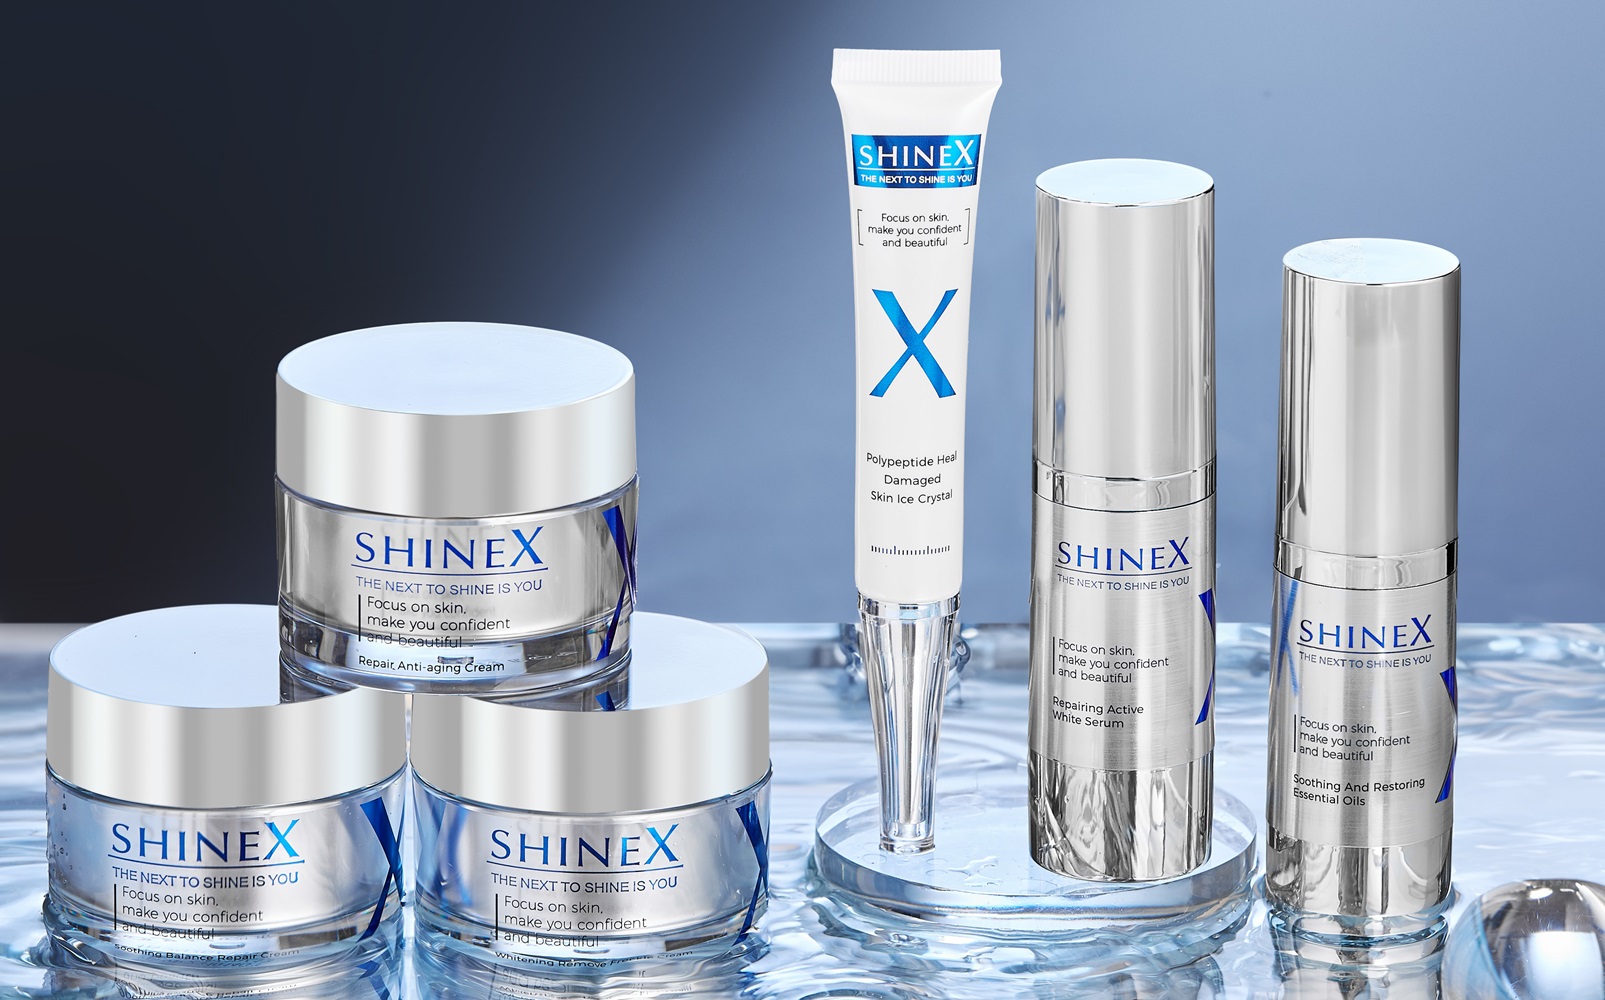 SHINEX
THE NEXT TO SHINE IS YOU
Focus on skin,
make you confident
and beautiful
X
Polypeptide Heal
Damaged
Skin Ice Crystal
SHINEX
THE NEXT TO SHINE IS YOU
Focus on skin,
make you confident
and beautiful
Repairing Active
White Serum
X
SHINEX
THE NEXT TO SHINE IS YOU
Focus on skin,
make you confident
and beautiful
Soothing And Restoring
Essential Oils
X
SHINEX
THE NEXT TO SHINE IS YOU
Focus on skin,
make you confident
and beautiful
Repair Anti-aging Cream
X
SHINEX
THE NEXT TO SHINE IS YOU
Focus on skin,
make you confident
and beautiful
Soothing Balance Repair Cream
X
SHINEX
THE NEXT TO SHINE IS YOU
Focus on skin,
make you confident
and beautiful
Whitening Remove Freckle Cream
X